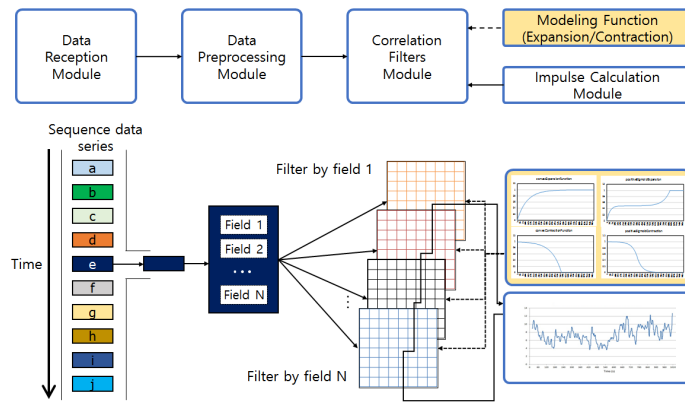 Data
Reception
Module
Data
Preprocessing
Module
Correlation
Filters
Module
Modeling Function
(Expansion/Contraction)
Impulse Calculation
Module
Sequence data
series
a
b
c
d
e
f
g
h
i
j
Time
Field 1
Field 2
...
Field N
Filter by field 1
Filter by field N